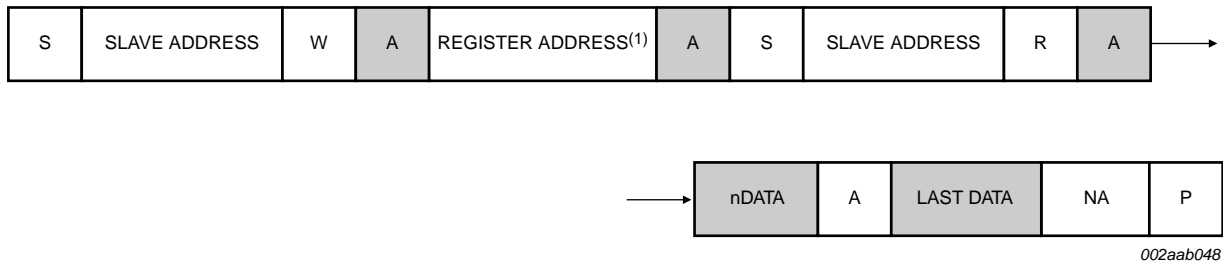 S SLAVE ADDRESS W A REGISTER ADDRESS(1) A S SLAVE ADDRESS R A
nDATA A LAST DATA NA P
002aab048